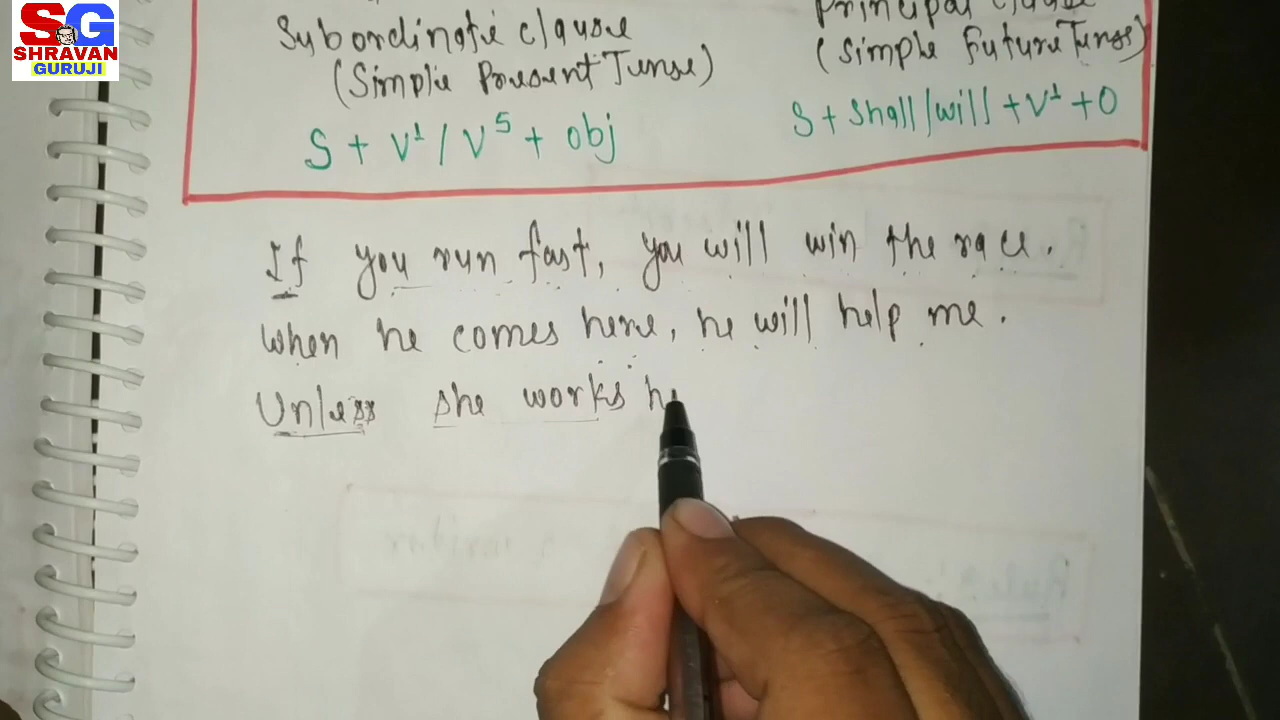 SG
SHRAVAN
GURUJI
Subordinate clause
Principal clause
(Simple Present Tense)
(Simple Future Tense)
S + V¹ / V⁵ + obj
S + Shall/will + V¹ + O
If you run fast, you will win the race.
When he comes here, he will help me.
Unless she works h